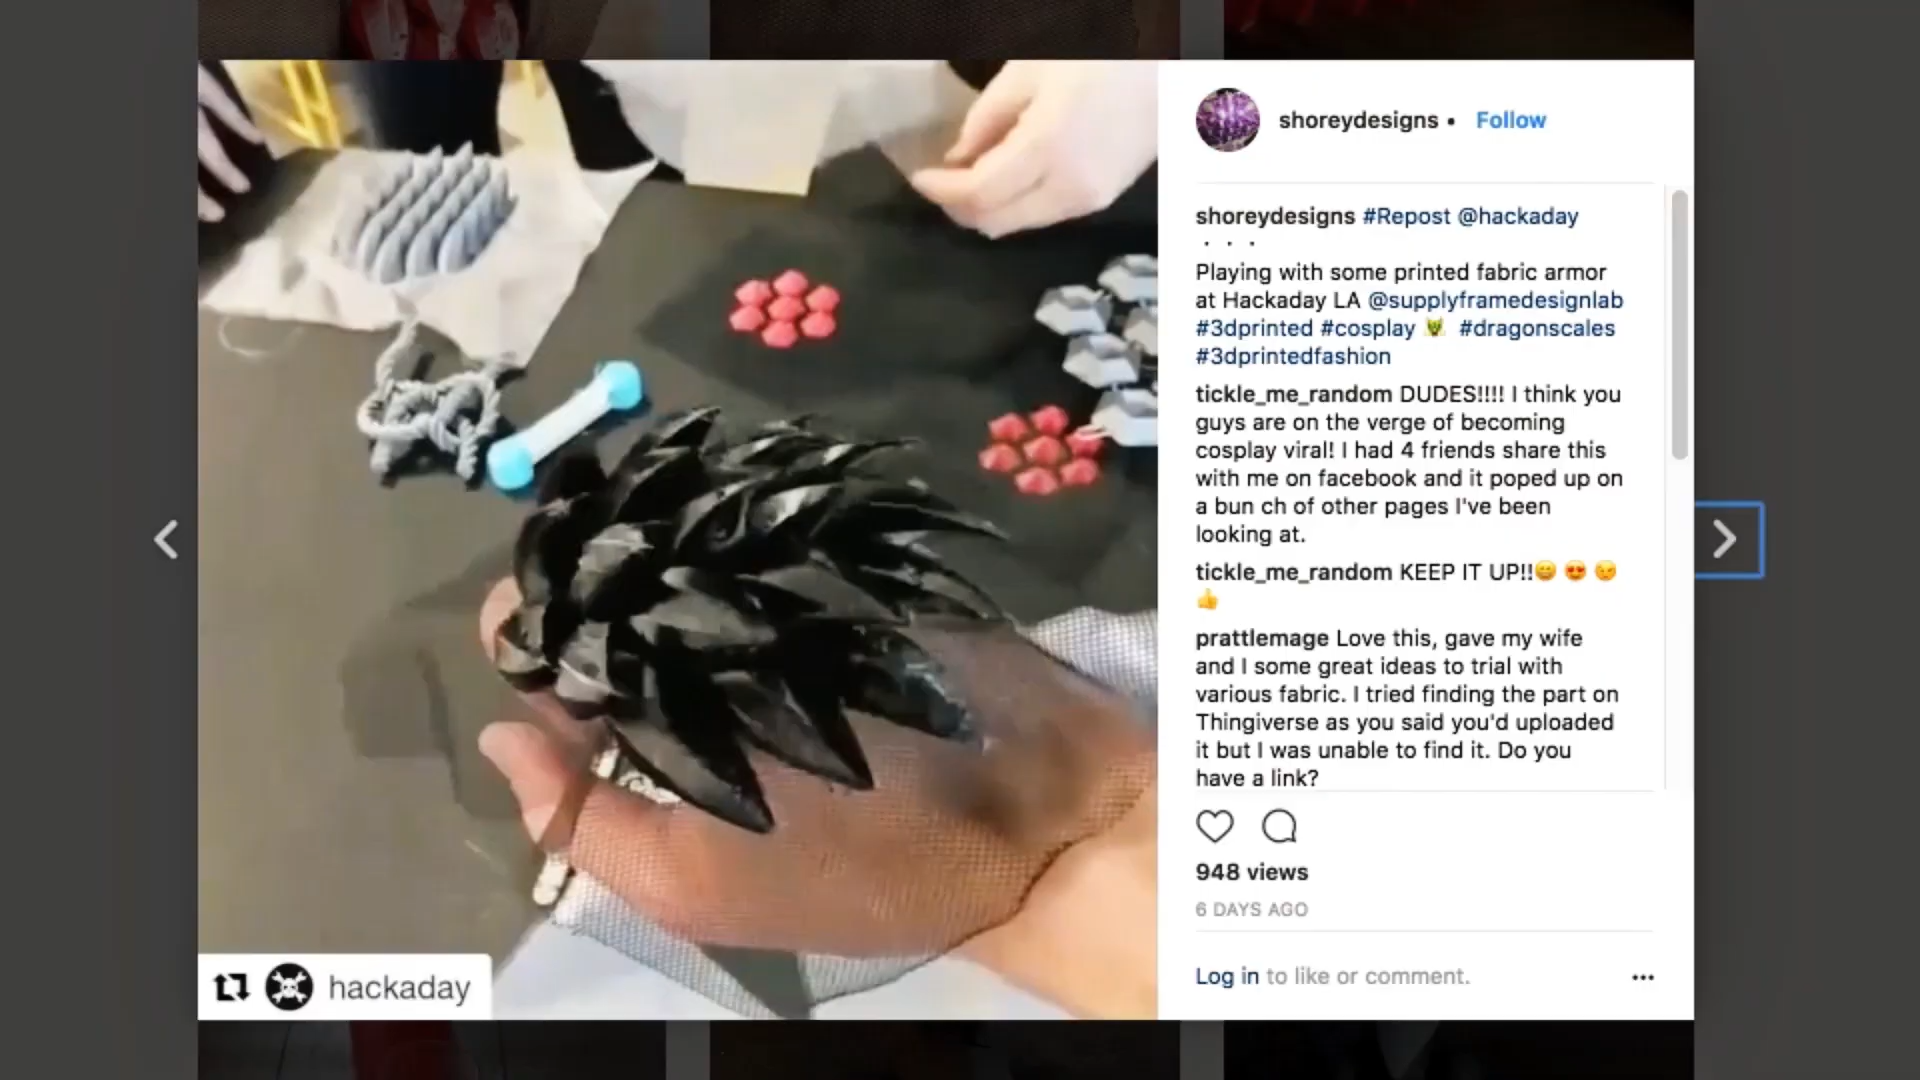 shoreydesigns • Follow
shoreydesigns #Repost @hackaday
. . .
Playing with some printed fabric armor
at Hackaday LA @supplyframedesignlab
#3dprinted #cosplay 🐲 #dragonscales
#3dprintedfashion
tickle_me_random DUDES!!!! I think you
guys are on the verge of becoming
cosplay viral! I had 4 friends share this
with me on facebook and it poped up on
a bun ch of other pages I've been
looking at.
tickle_me_random KEEP IT UP!!😄 😍 😏
👍
prattlemage Love this, gave my wife
and I some great ideas to trial with
various fabric. I tried finding the part on
Thingiverse as you said you'd uploaded
it but I was unable to find it. Do you
have a link?
948 views
6 DAYS AGO
Log in to like or comment.
hackaday